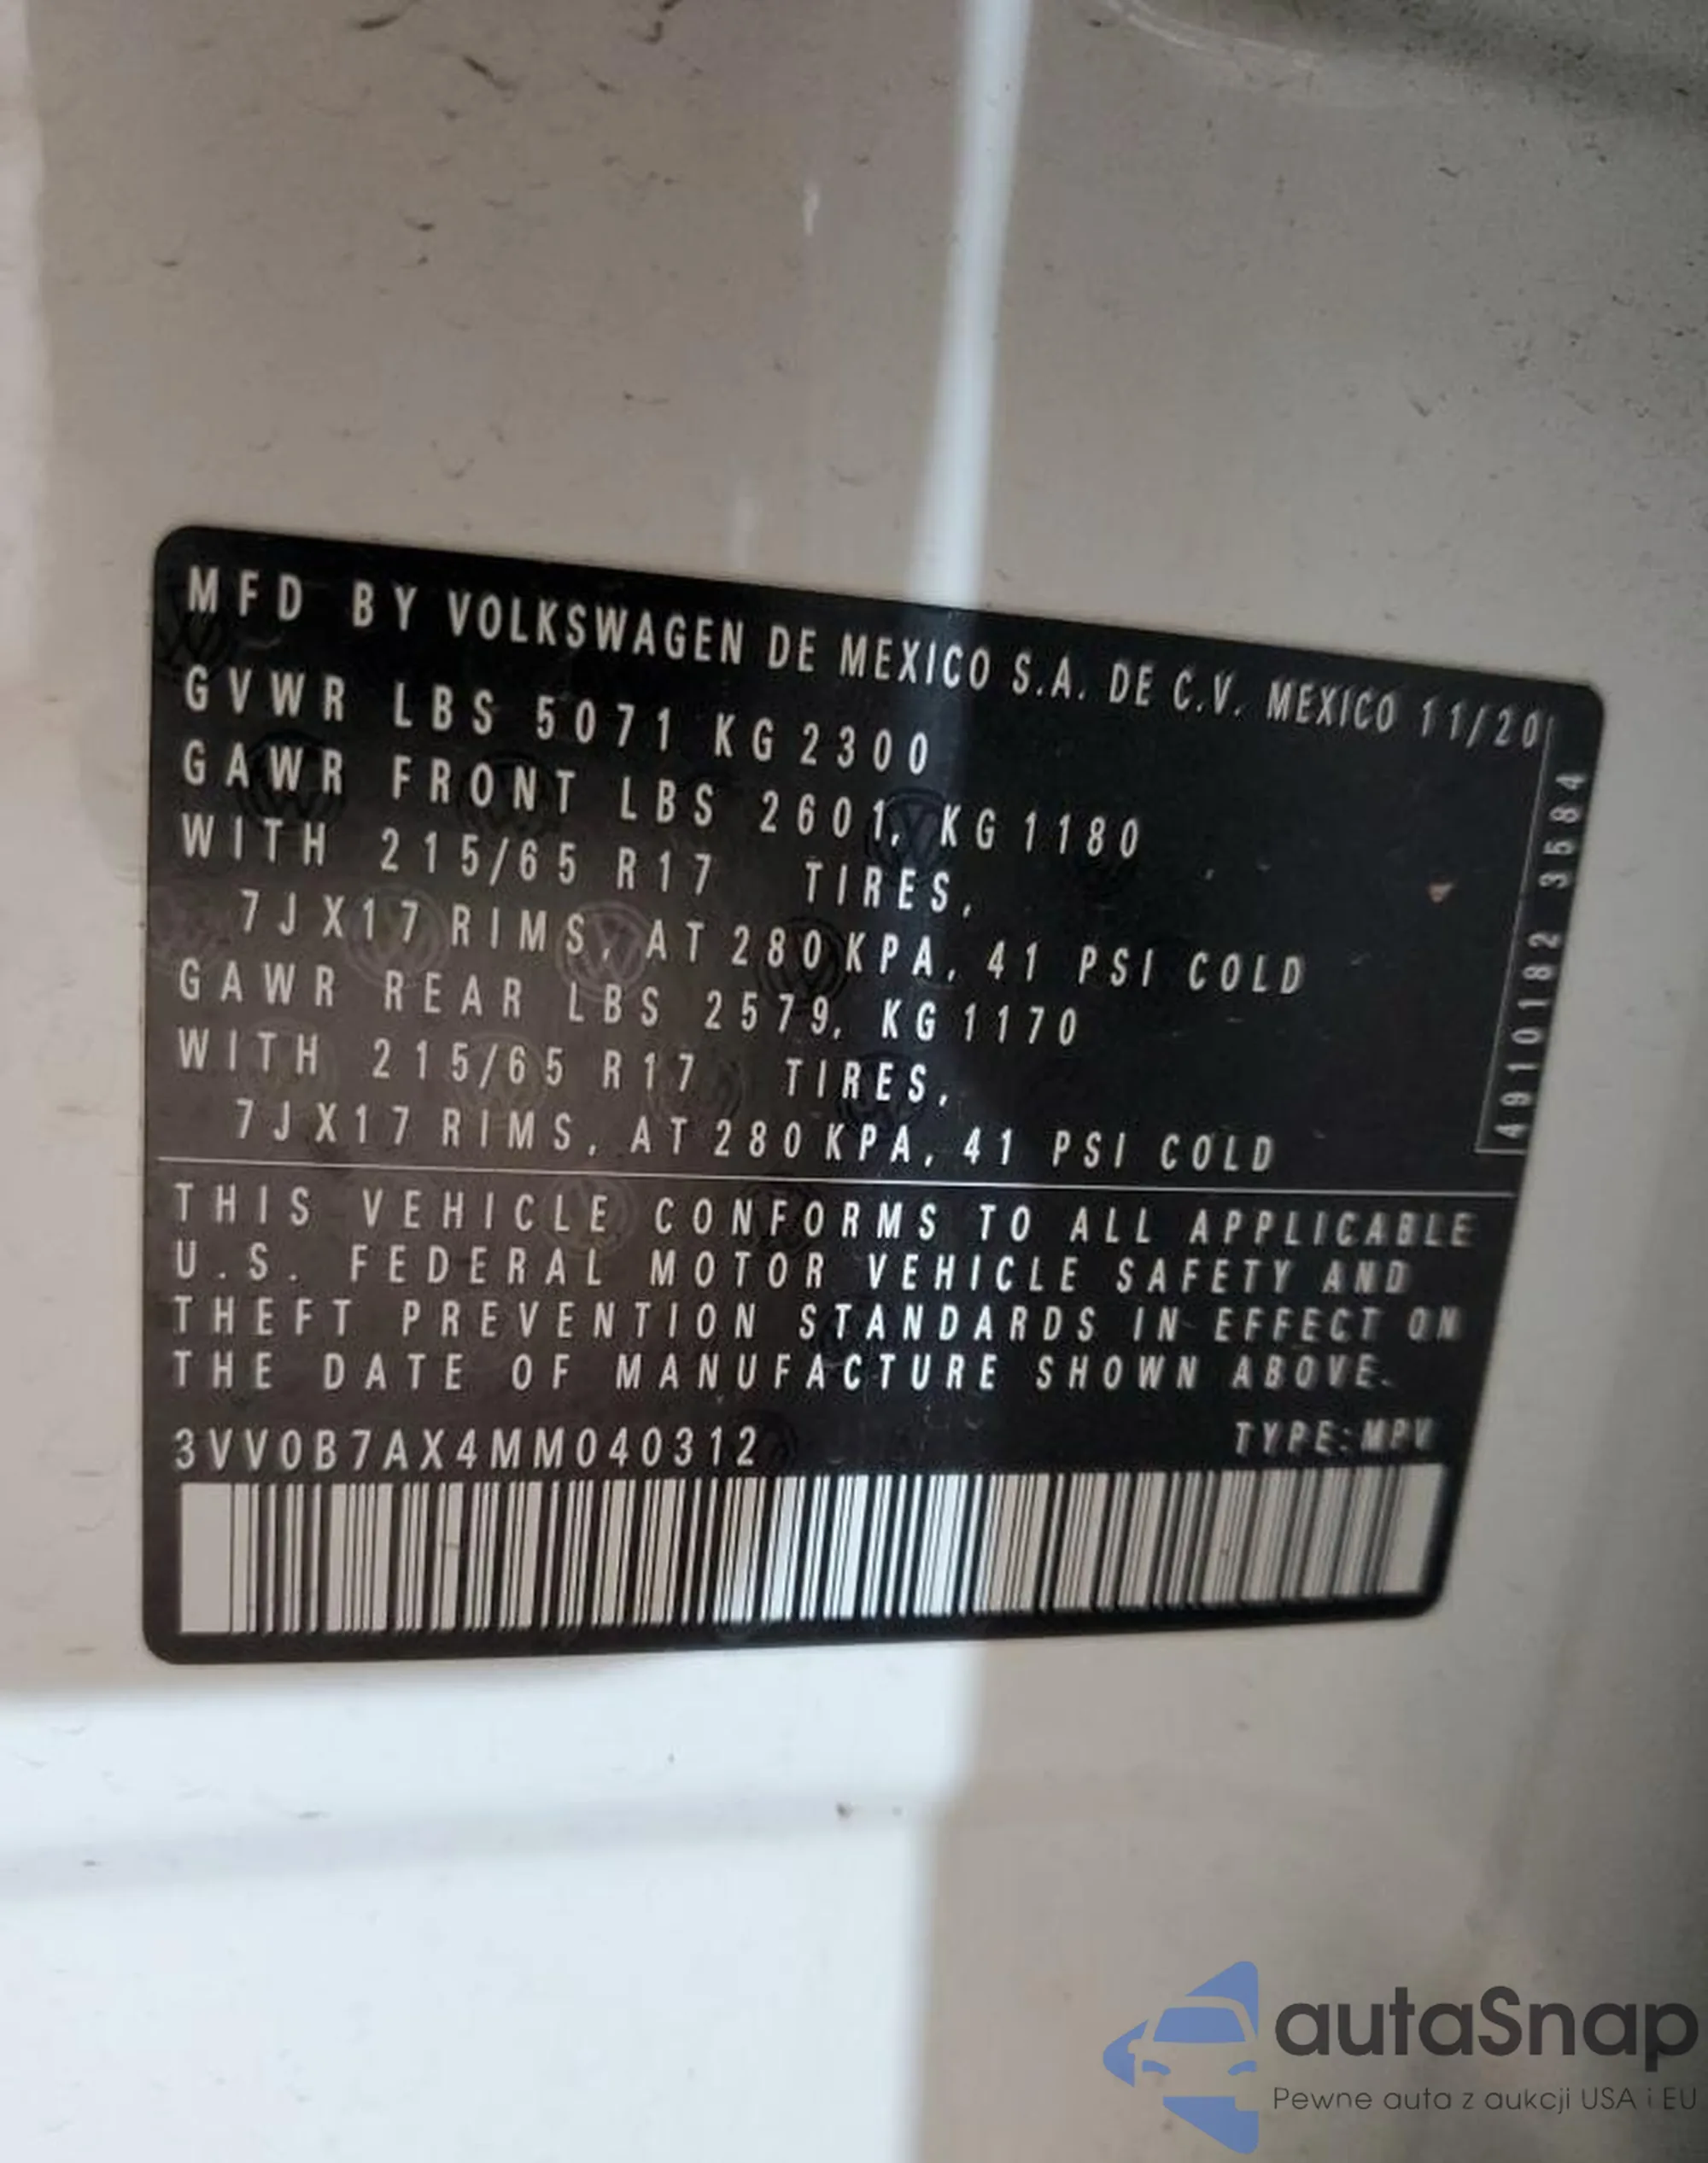 MFD BY VOLKSWAGEN DE MEXICO S.A. DE C.V. MEXICO 11/20
GVWR LBS 5071 KG 2300
GAWR FRONT LBS 2601, KG 1180
WITH 215/65 R17 TIRES,
7J X17 RIMS, AT 280 KPA, 41 PSI COLD
GAWR REAR LBS 2579, KG 1170
WITH 215/65 R17 TIRES,
7J X17 RIMS, AT 280 KPA, 41 PSI COLD
4910182 3584
THIS VEHICLE CONFORMS TO ALL APPLICABLE
U.S. FEDERAL MOTOR VEHICLE SAFETY AND
THEFT PREVENTION STANDARDS IN EFFECT ON
THE DATE OF MANUFACTURE SHOWN ABOVE.
3VV0B7AX4MM040312 TYPE: MPV
autaSnap
Pewne auta z aukcji USA i EU